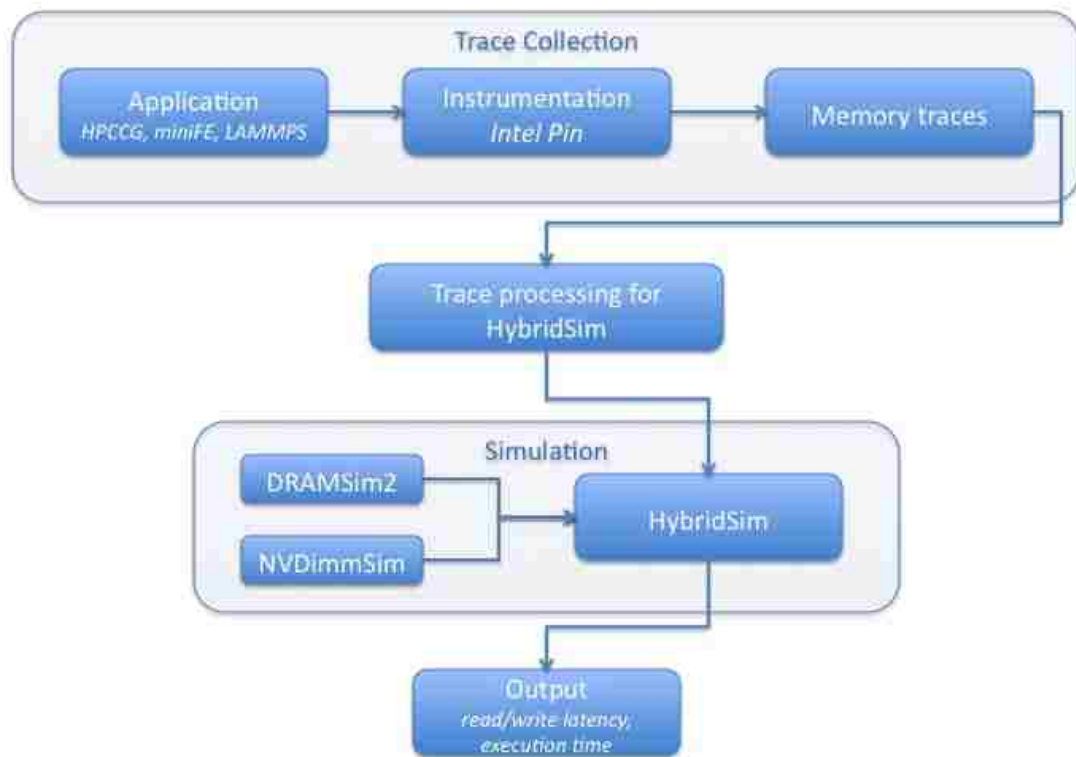 Trace Collection
Application
HPCCG, miniFE, LAMMPS
Instrumentation
Intel Pin
Memory traces
Trace processing for
HybridSim
Simulation
DRAMSim2
NVDimmSim
HybridSim
Output
read/write latency,
execution time